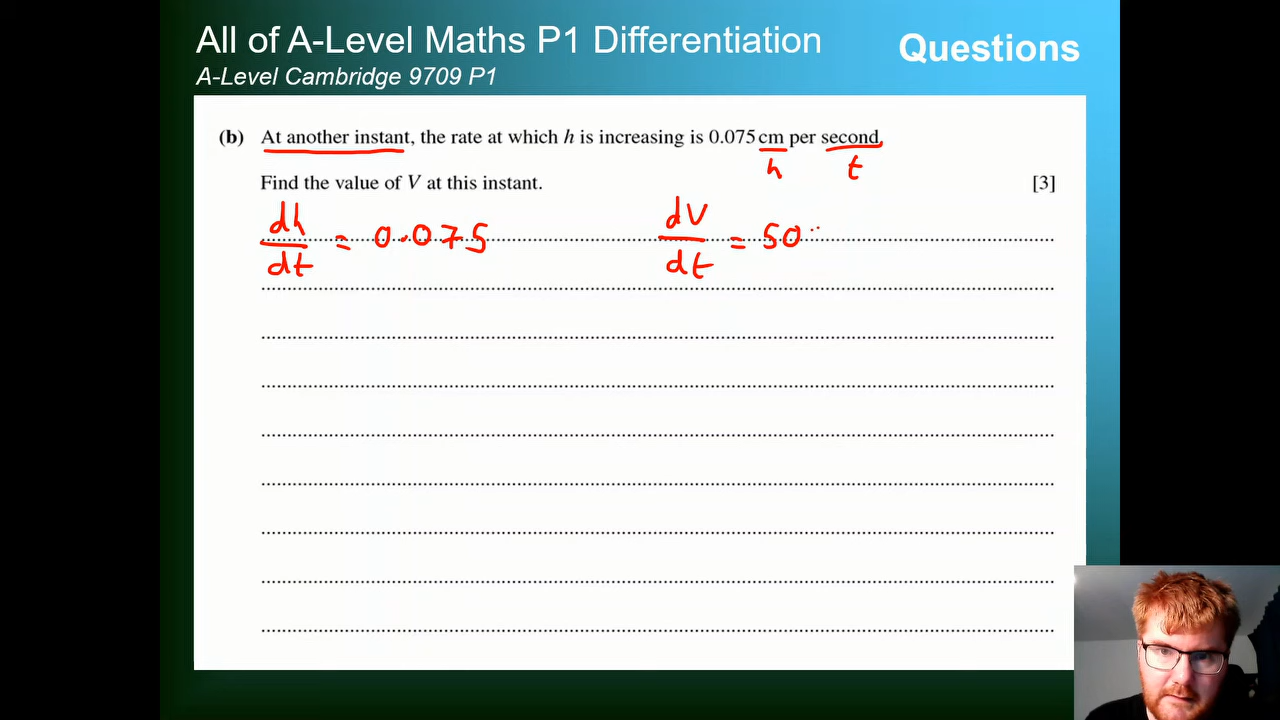 All of A-Level Maths P1 Differentiation
Questions
A-Level Cambridge 9709 P1
(b) At another instant, the rate at which h is increasing is 0.075 cm per second.
h t
Find the value of V at this instant. [3]
dh/dt = 0.075 dV/dt = 50